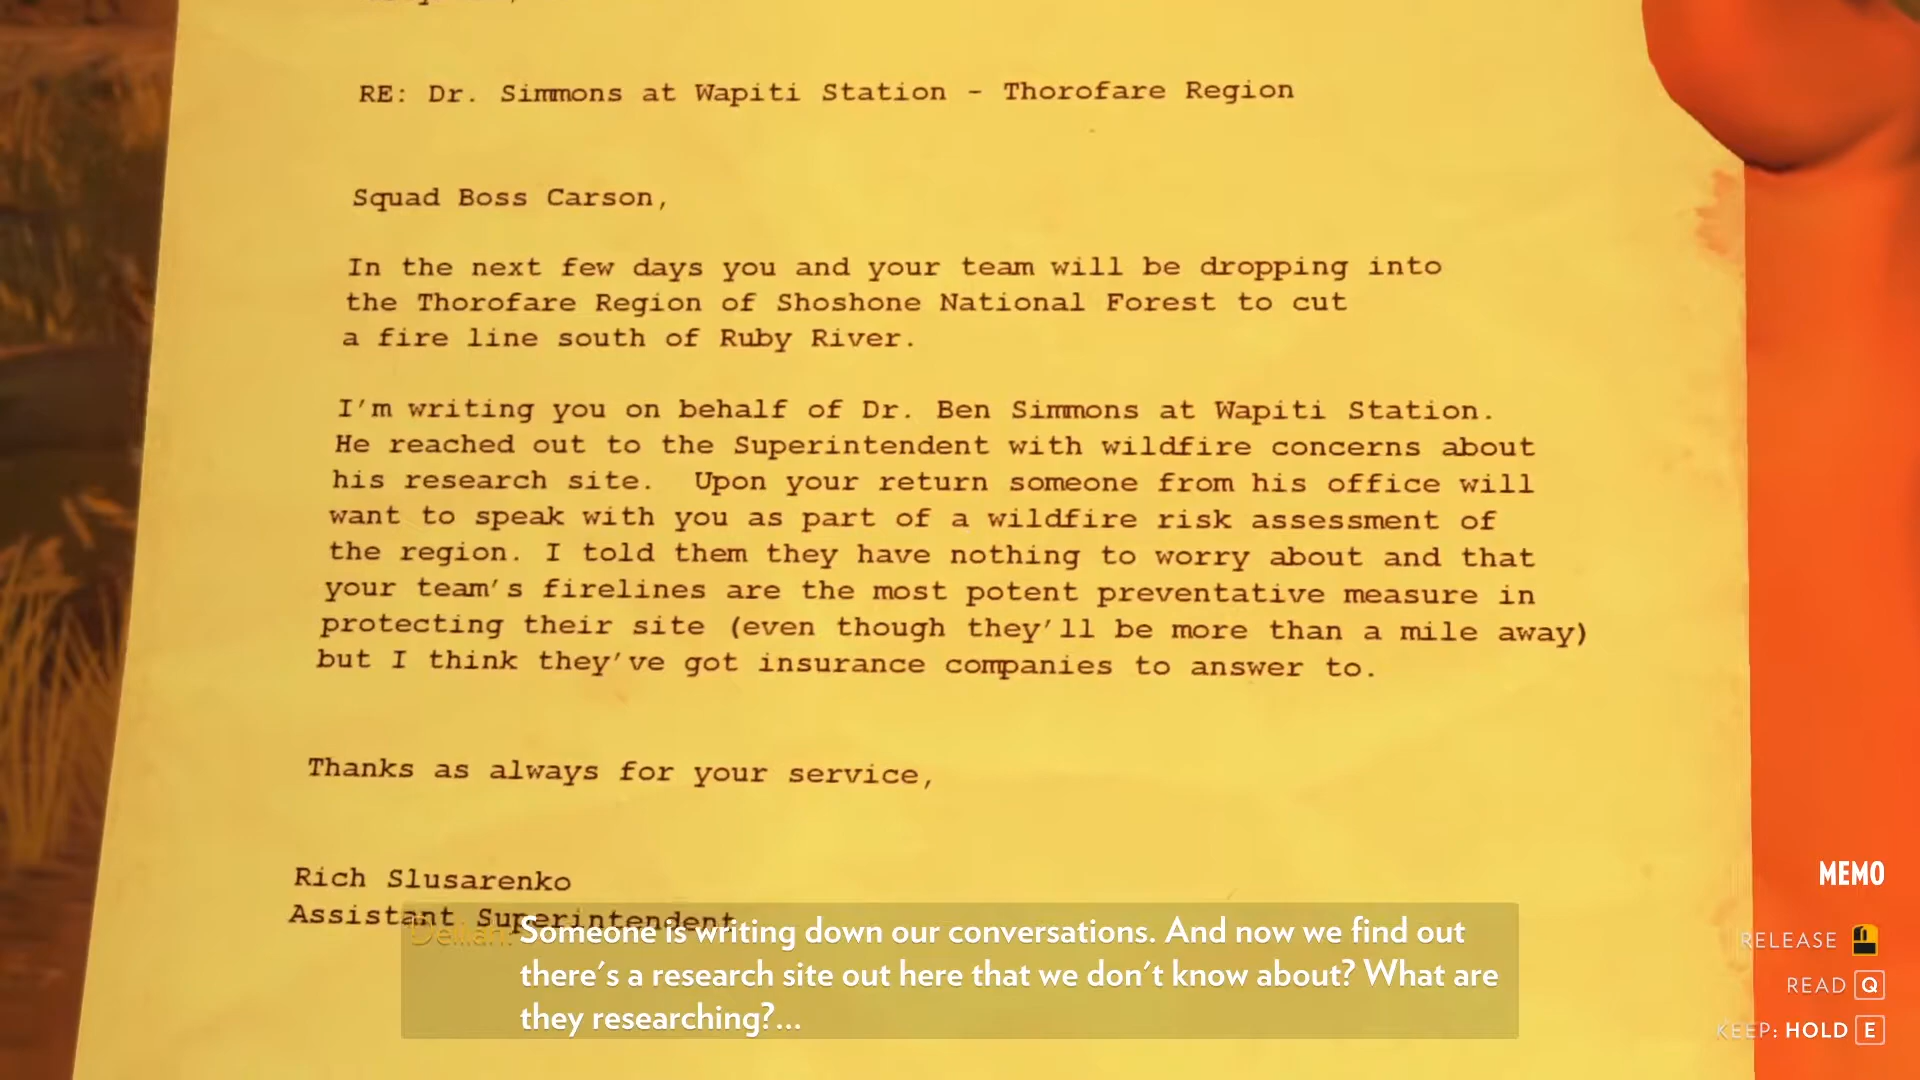 RE: Dr. Simmons at Wapiti Station - Thorofare Region
Squad Boss Carson,
In the next few days you and your team will be dropping into
the Thorofare Region of Shoshone National Forest to cut
a fire line south of Ruby River.
I'm writing you on behalf of Dr. Ben Simmons at Wapiti Station.
He reached out to the Superintendent with wildfire concerns about
his research site. Upon your return someone from his office will
want to speak with you as part of a wildfire risk assessment of
the region. I told them they have nothing to worry about and that
your team's firelines are the most potent preventative measure in
protecting their site (even though they'll be more than a mile away)
but I think they've got insurance companies to answer to.
Thanks as always for your service,
Rich Slusarenko
Assistant Superintendent
Delilah: Someone is writing down our conversations. And now we find out
there's a research site out here that we don't know about? What are
they researching?...
MEMO
RELEASE
READ Q
KEEP: HOLD E